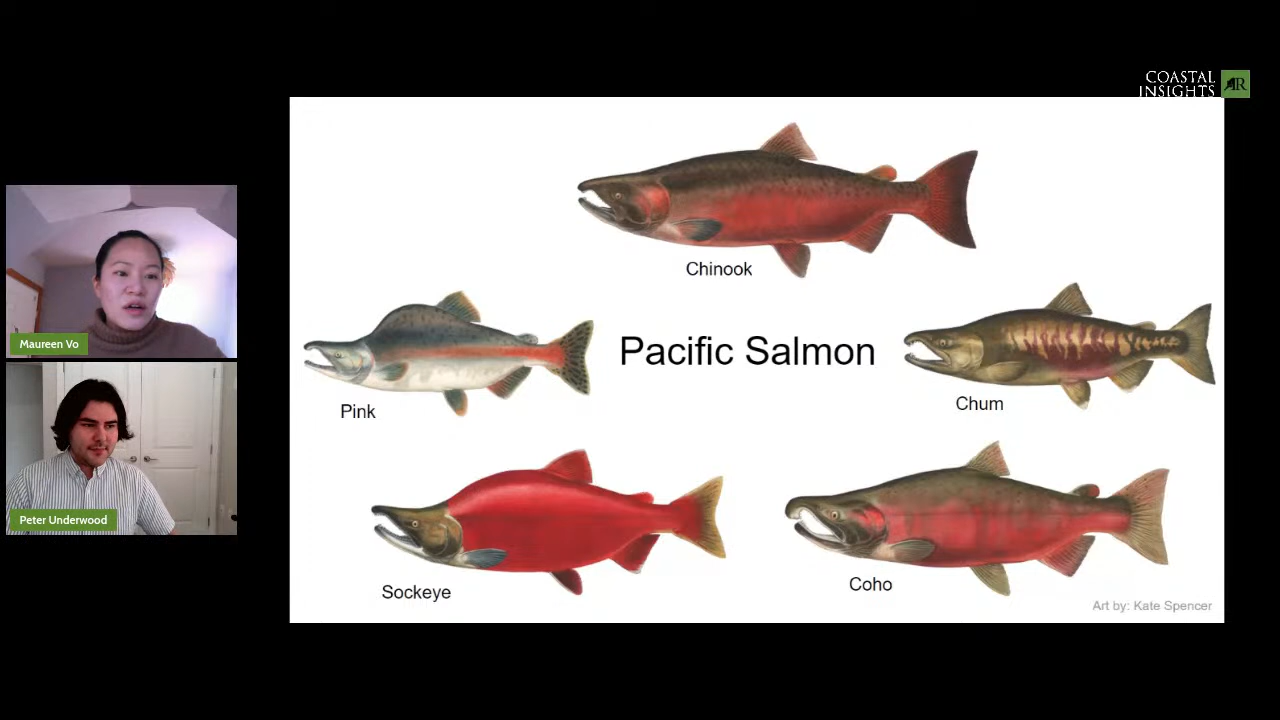 COASTAL
INSIGHTS
Chinook
Pacific Salmon
Pink
Chum
Sockeye
Coho
Art by: Kate Spencer
Maureen Vo
Peter Underwood